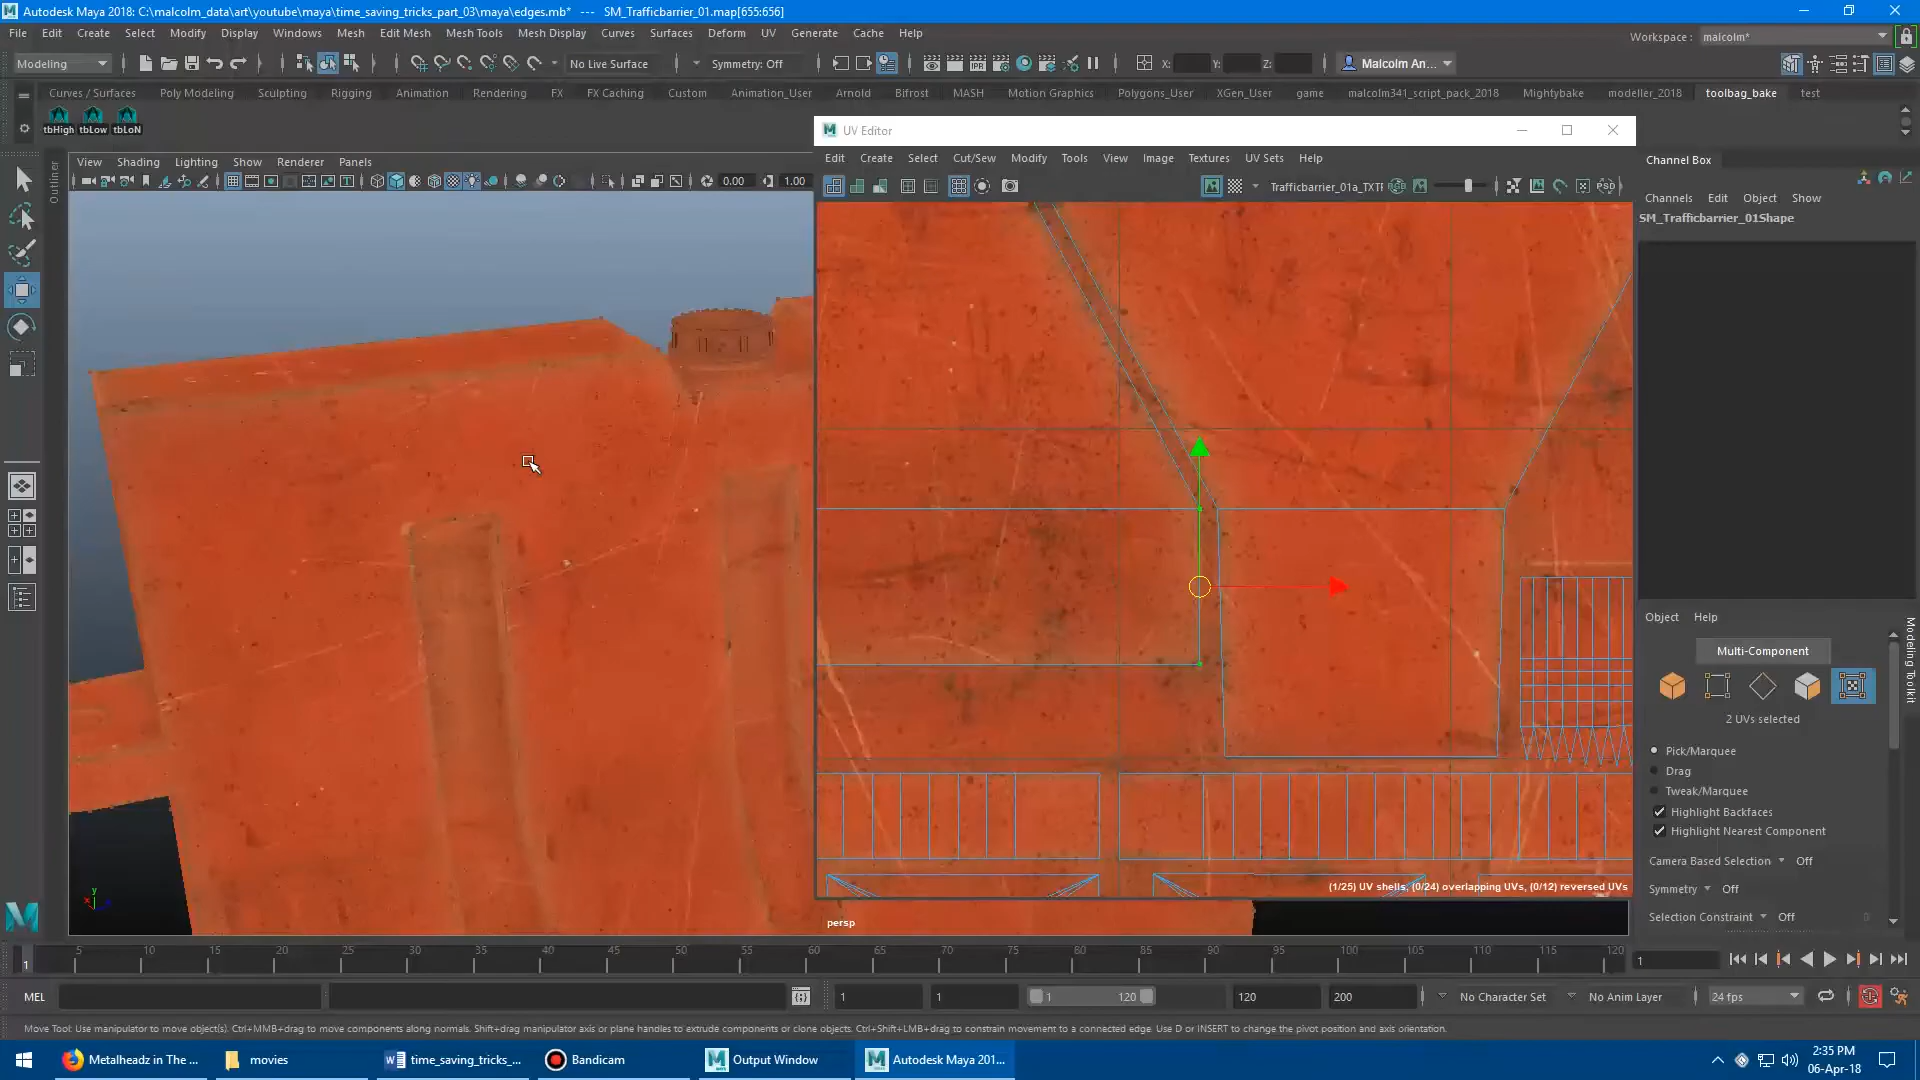 Autodesk Maya 2018: C:\malcolm_data\art\youtube\maya\time_saving_tricks_part_03\maya\edges.mb* --- SM_Trafficbarrier_01.map[655:656]
File Edit Create Select Modify Display Windows Mesh Edit Mesh Mesh Tools Mesh Display Curves Surfaces Deform UV Generate Cache Help
Workspace : malcolm*
Modeling No Live Surface Symmetry: Off X: Y: Z: Malcolm An...
Curves / Surfaces Poly Modeling Sculpting Rigging Animation Rendering FX FX Caching Custom Animation_User Arnold Bifrost MASH Motion Graphics Polygons_User XGen_User game malcolm341_script_pack_2018 Mightybake modeller_2018 toolbag_bake test
tbHigh tbLow tbLoN
UV Editor
Outliner
View Shading Lighting Show Renderer Panels
0.00 1.00
Edit Create Select Cut/Sew Modify Tools View Image Textures UV Sets Help
Trafficbarrier_01a_TXTF
Channel Box
Channels Edit Object Show
SM_Trafficbarrier_01Shape
Object Help
Modeling Toolkit
Multi-Component
2 UVs selected
Pick/Marquee
Drag
Tweak/Marquee
Highlight Backfaces
Highlight Nearest Component
Camera Based Selection Off
Symmetry Off
Selection Constraint Off 0
(1/25) UV shells, (0/24) overlapping UVs, (0/12) reversed UVs
y
persp
1 5 10 15 20 25 30 35 40 45 50 55 60 65 70 75 80 85 90 95 100 105 110 115 120 1
MEL 1 1 1 120 120 200 No Character Set No Anim Layer 24 fps
Move Tool: Use manipulator to move object(s). Ctrl+MMB+drag to move components along normals. Shift+drag manipulator axis or plane handles to extrude components or clone objects. Ctrl+Shift+LMB+drag to constrain movement to a connected edge. Use D or INSERT to change the pivot position and axis orientation.
Metalheadz in The ... movies time_saving_tricks_... Bandicam Output Window Autodesk Maya 201...
2:35 PM
06-Apr-18